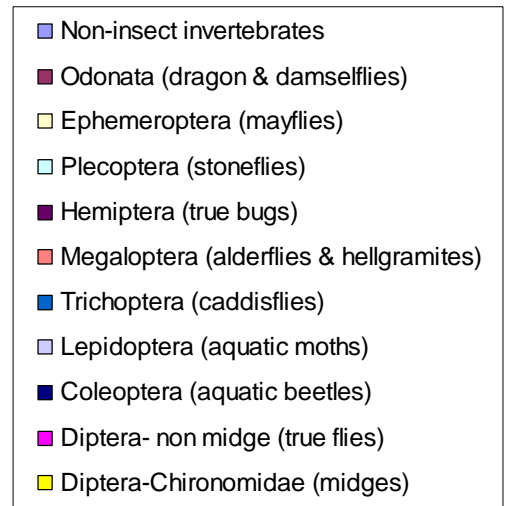 Non-insect invertebrates
Odonata (dragon & damselflies)
Ephemeroptera (mayflies)
Plecoptera (stoneflies)
Hemiptera (true bugs)
Megaloptera (alderflies & hellgramites)
Trichoptera (caddisflies)
Lepidoptera (aquatic moths)
Coleoptera (aquatic beetles)
Diptera- non midge (true flies)
Diptera-Chironomidae (midges)